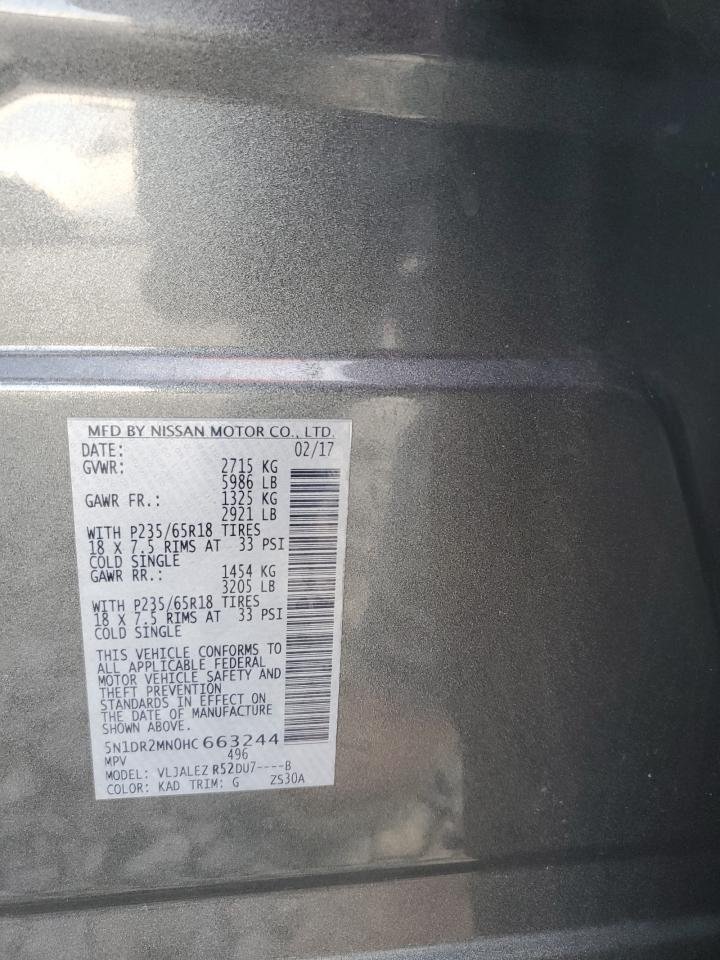 MFD BY NISSAN MOTOR CO., LTD.
DATE: 02/17
GVWR: 2715 KG
5986 LB
GAWR FR.: 1325 KG
2921 LB
WITH P235/65R18 TIRES
18 X 7.5 RIMS AT 33 PSI
COLD SINGLE
GAWR RR.: 1454 KG
3205 LB
WITH P235/65R18 TIRES
18 X 7.5 RIMS AT 33 PSI
COLD SINGLE
THIS VEHICLE CONFORMS TO
ALL APPLICABLE FEDERAL
MOTOR VEHICLE SAFETY AND
THEFT PREVENTION
STANDARDS IN EFFECT ON
THE DATE OF MANUFACTURE
SHOWN ABOVE.
5N1DR2MN0HC663244
MPV 496
MODEL: VLJALEZ R52DU7----B
COLOR: KAD TRIM: G ZS30A